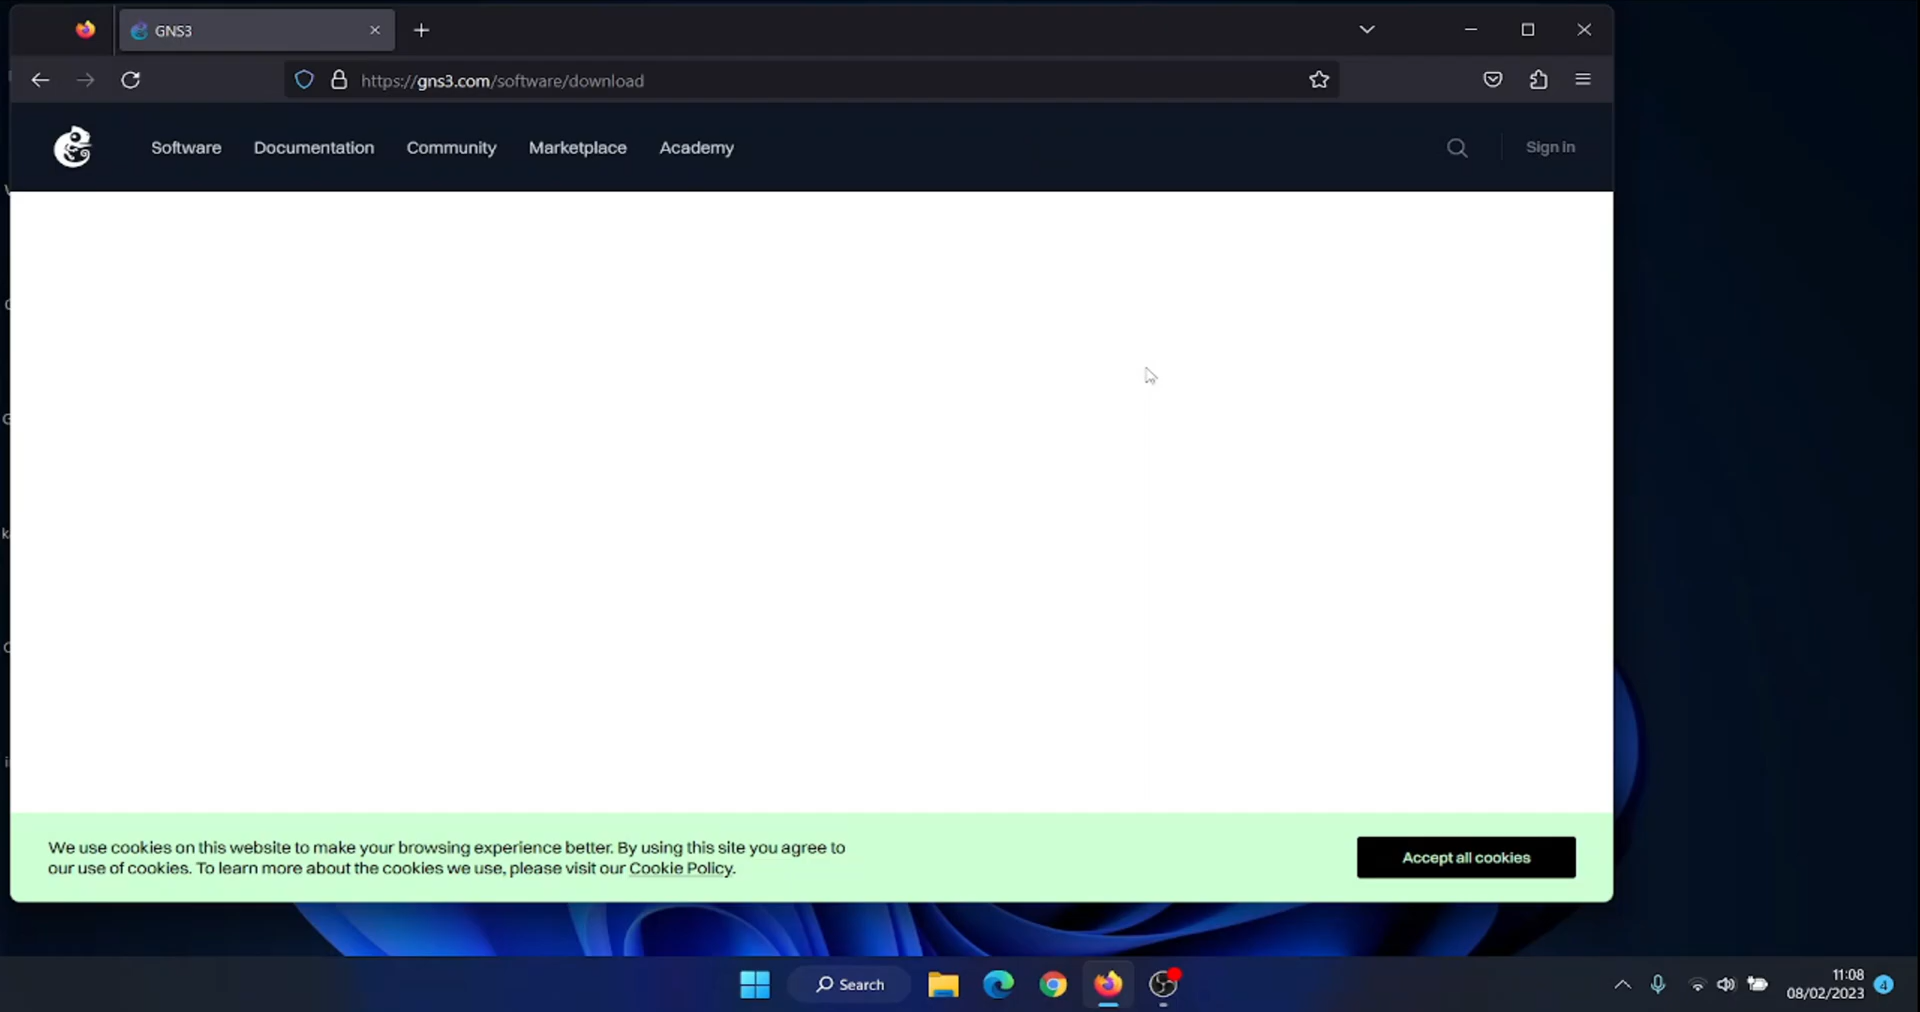 GNS3
https://gns3.com/software/download
Software Documentation Community Marketplace Academy
Sign in
We use cookies on this website to make your browsing experience better. By using this site you agree to
our use of cookies. To learn more about the cookies we use, please visit our Cookie Policy.
Accept all cookies
Search
11:08
08/02/2023
4